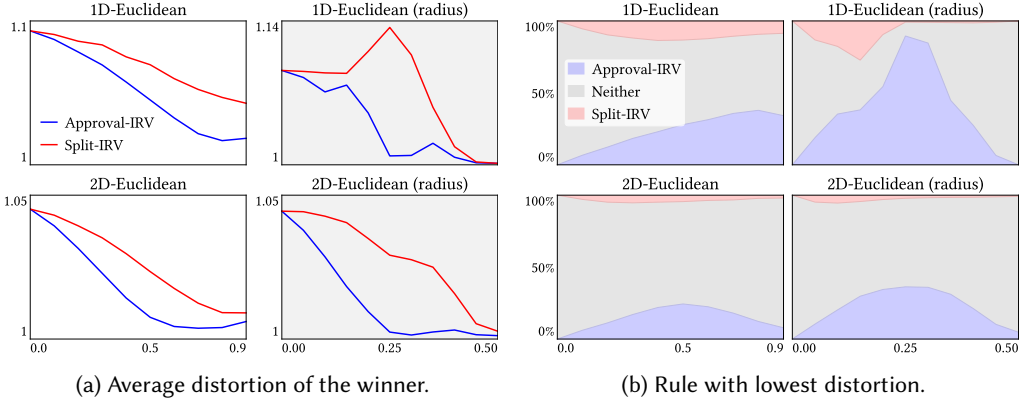 1D-Euclidean
1D-Euclidean (radius)
1D-Euclidean
1D-Euclidean (radius)
1.1
1
Approval-IRV
Split-IRV
1.14
1
100%
50%
0%
Approval-IRV
Neither
Split-IRV
2D-Euclidean
2D-Euclidean (radius)
2D-Euclidean
2D-Euclidean (radius)
1.05
1
0.0
0.5
0.9
1.05
1
0.00
0.25
0.50
100%
50%
0%
0.0
0.5
0.9
0.00
0.25
0.50
(a) Average distortion of the winner.
(b) Rule with lowest distortion.